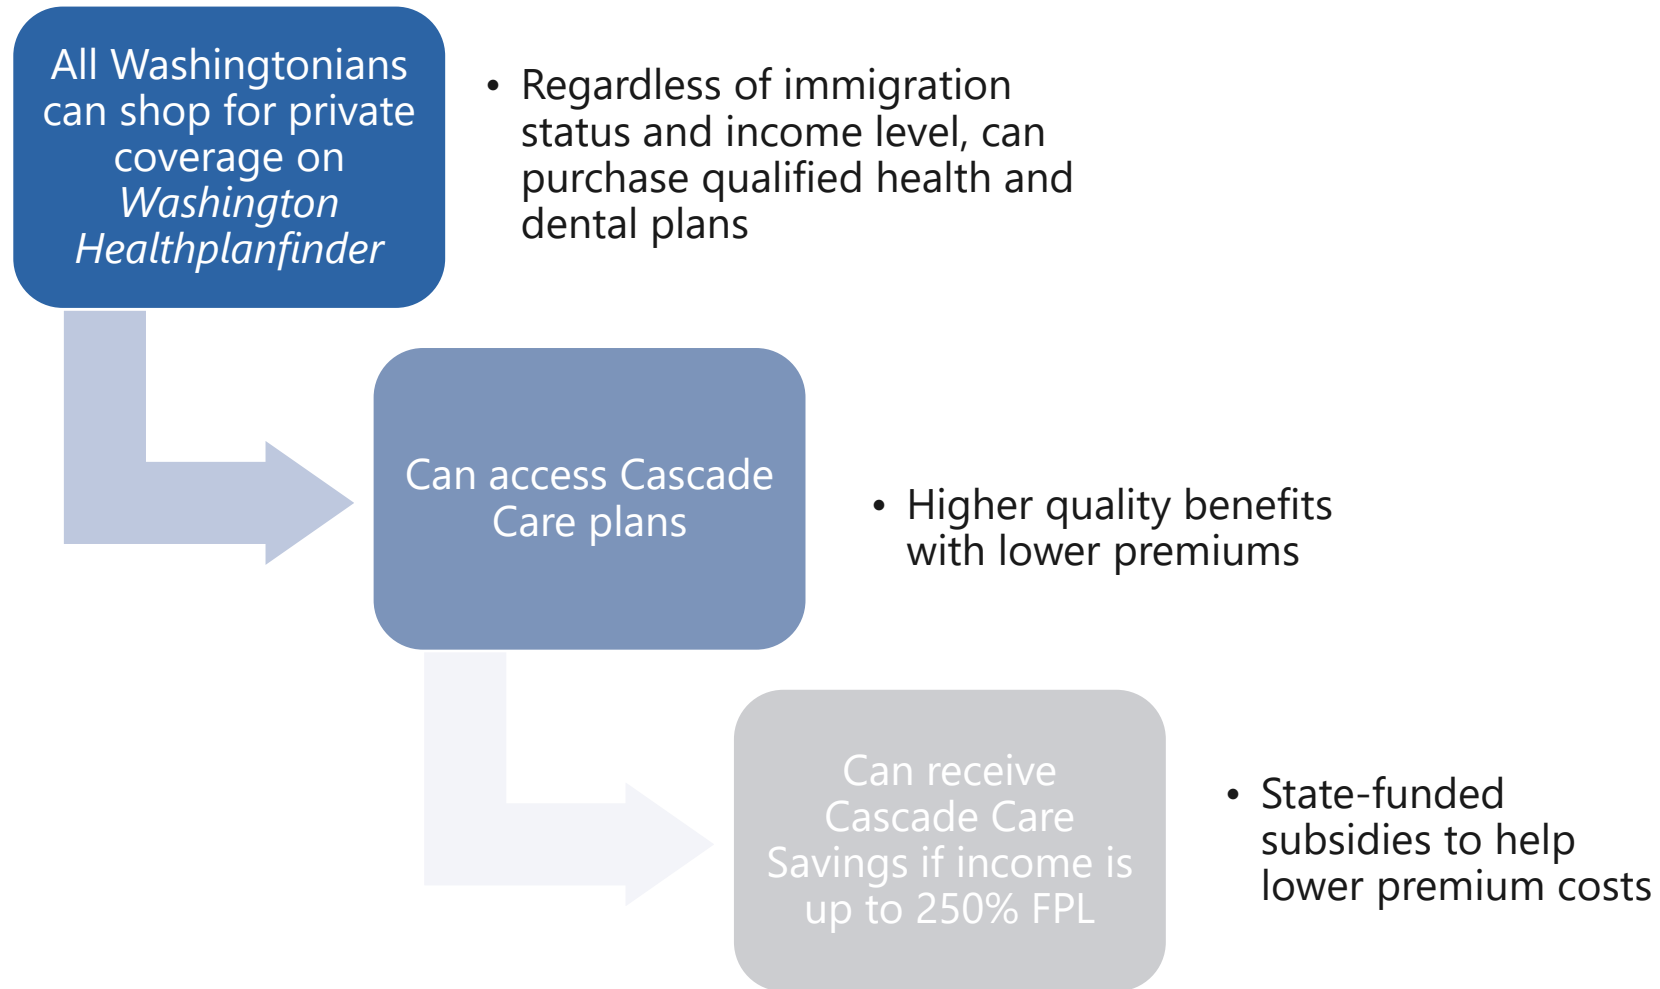 All Washingtonians
can shop for private
coverage on
Washington
Healthplanfinder
• Regardless of immigration
status and income level, can
purchase qualified health and
dental plans
Can access Cascade
Care plans
• Higher quality benefits
with lower premiums
Can receive
Cascade Care
Savings if income is
up to 250% FPL
• State-funded
subsidies to help
lower premium costs